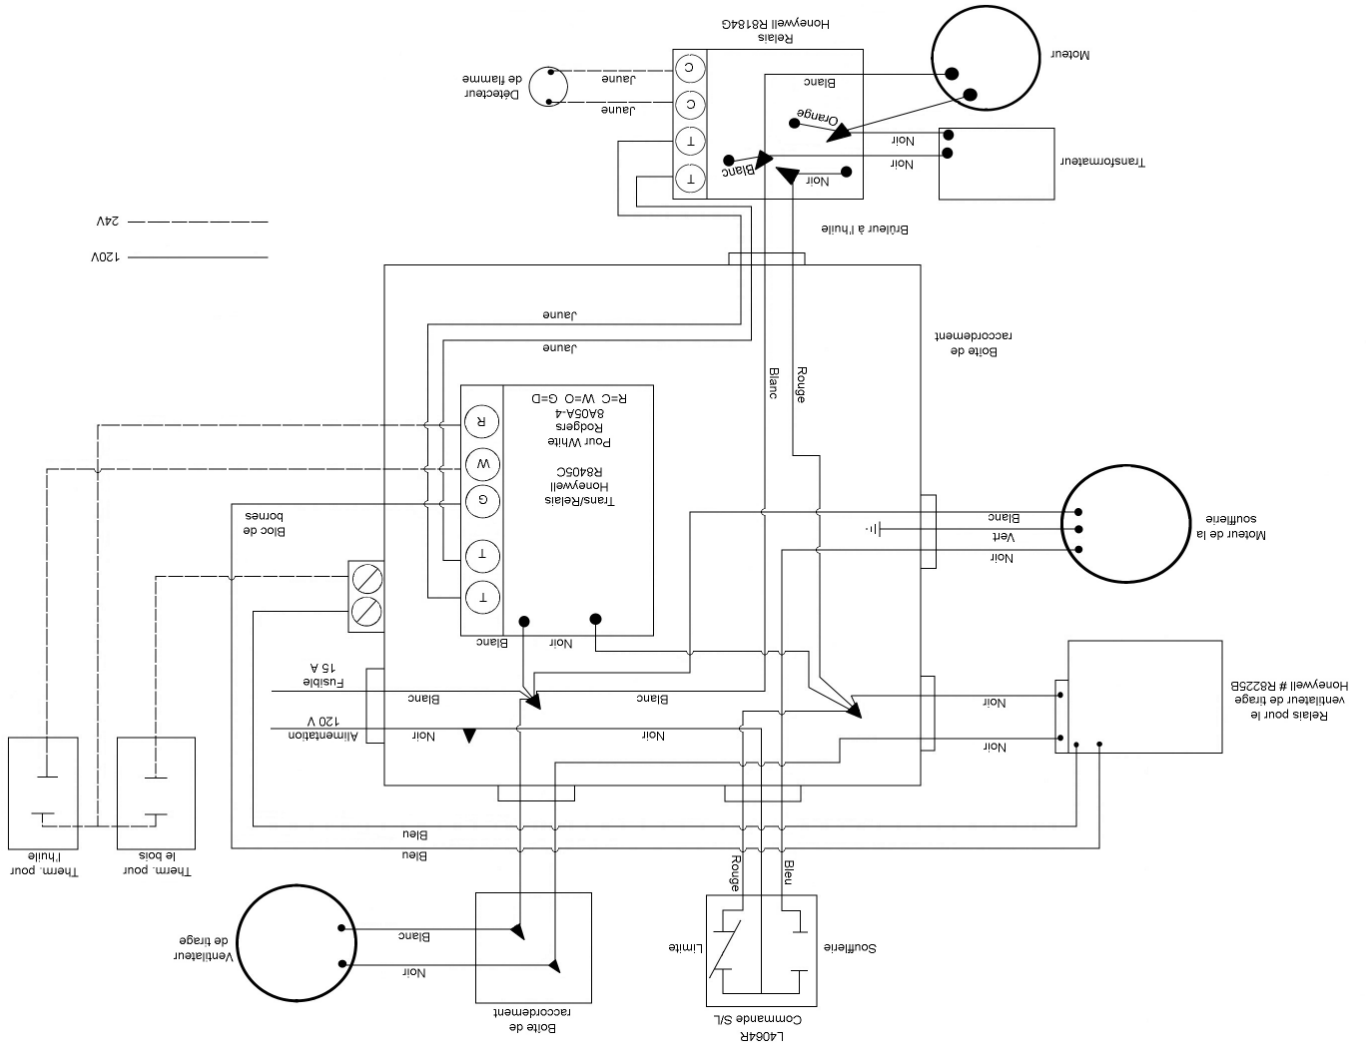 L4064R
Commande S/L
Boîte de
raccordement
Soufflerie
Limite
Noir
Blanc
Ventilateur
de tirage
Bleu
Rouge
Therm. pour
le bois
Therm. pour
l'huile
Bleu
Bleu
Noir
Noir
Relais pour le
ventilateur de tirage
Honeywell # R8225B
Noir
Noir
Alimentation
120 V
Blanc
Blanc
Fusible
15 A
Noir
Blanc
T
T
G
W
R
Trans/Relais
Honeywell
R8405C
Pour White
Rodgers
8A05A-4
R=C W=O G=D
Bloc de
bornes
Noir
Vert
Blanc
Moteur de la
soufflerie
Rouge
Blanc
Boîte de
raccordement
Jaune
Jaune
120V
24V
Brûleur à l'huile
Noir
Blanc
Noir
Noir
Orange
Transformateur
T
T
C
C
Blanc
Jaune
Jaune
Détecteur
de flamme
Moteur
Relais
Honeywell R8184G